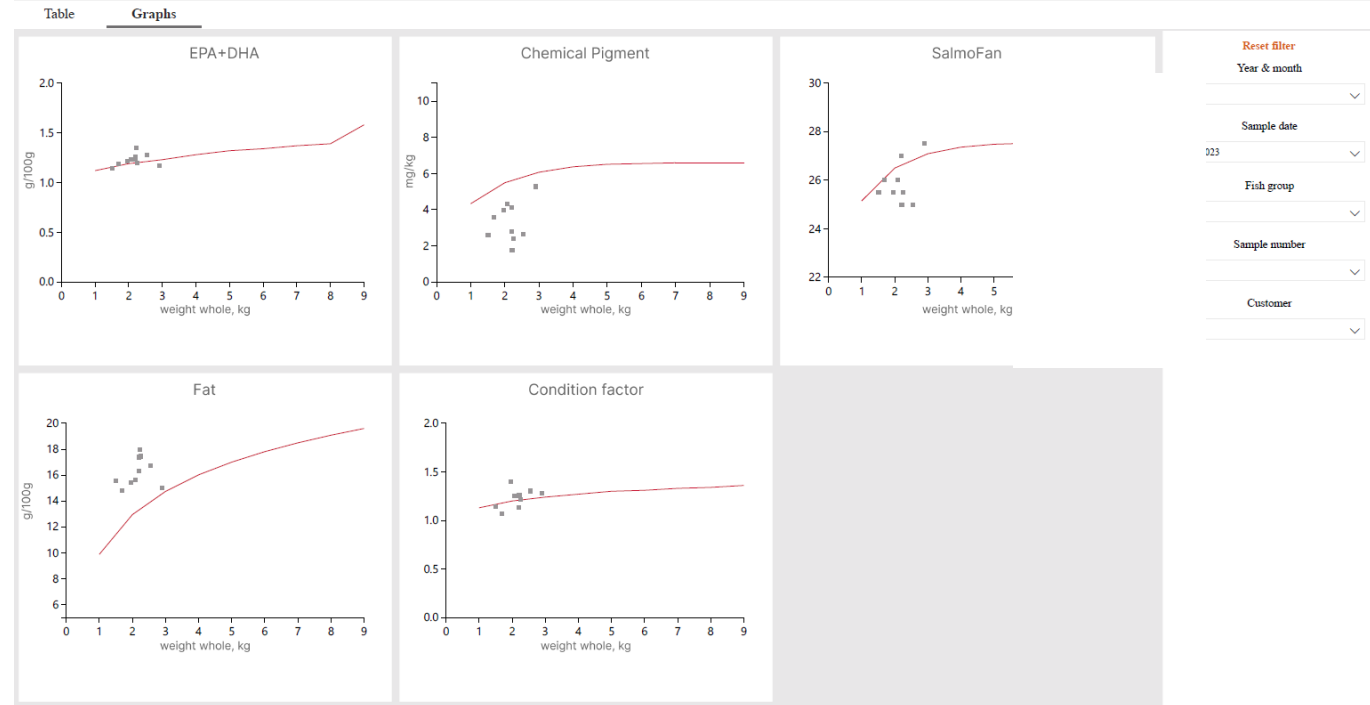 Table Graphs
EPA+DHA
2.0
1.5
1.0
0.5
0.0
g/100g
0 1 2 3 4 5 6 7 8 9
weight whole, kg
Chemical Pigment
10
8
6
4
2
0
mg/kg
0 1 2 3 4 5 6 7 8 9
weight whole, kg
SalmoFan
30
28
26
24
22
0 1 2 3 4 5
weight whole, kg
Reset filter
Year & month
Sample date
023
Fish group
Sample number
Customer
Fat
20
18
16
14
12
10
8
6
g/100g
0 1 2 3 4 5 6 7 8 9
weight whole, kg
Condition factor
2.0
1.5
1.0
0.5
0.0
0 1 2 3 4 5 6 7 8 9
weight whole, kg